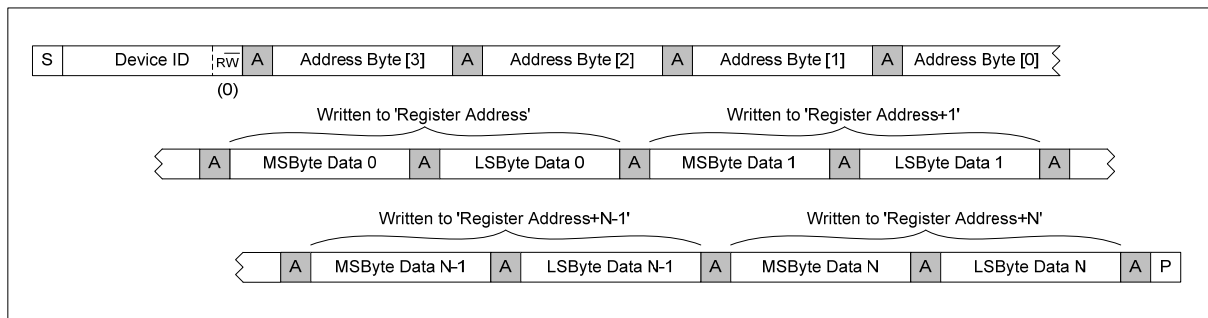 S Device ID RW A Address Byte [3] A Address Byte [2] A Address Byte [1] A Address Byte [0]
(0)
Written to 'Register Address' Written to 'Register Address+1'
A MSByte Data 0 A LSByte Data 0 A MSByte Data 1 A LSByte Data 1 A
Written to 'Register Address+N-1' Written to 'Register Address+N'
A MSByte Data N-1 A LSByte Data N-1 A MSByte Data N A LSByte Data N A P